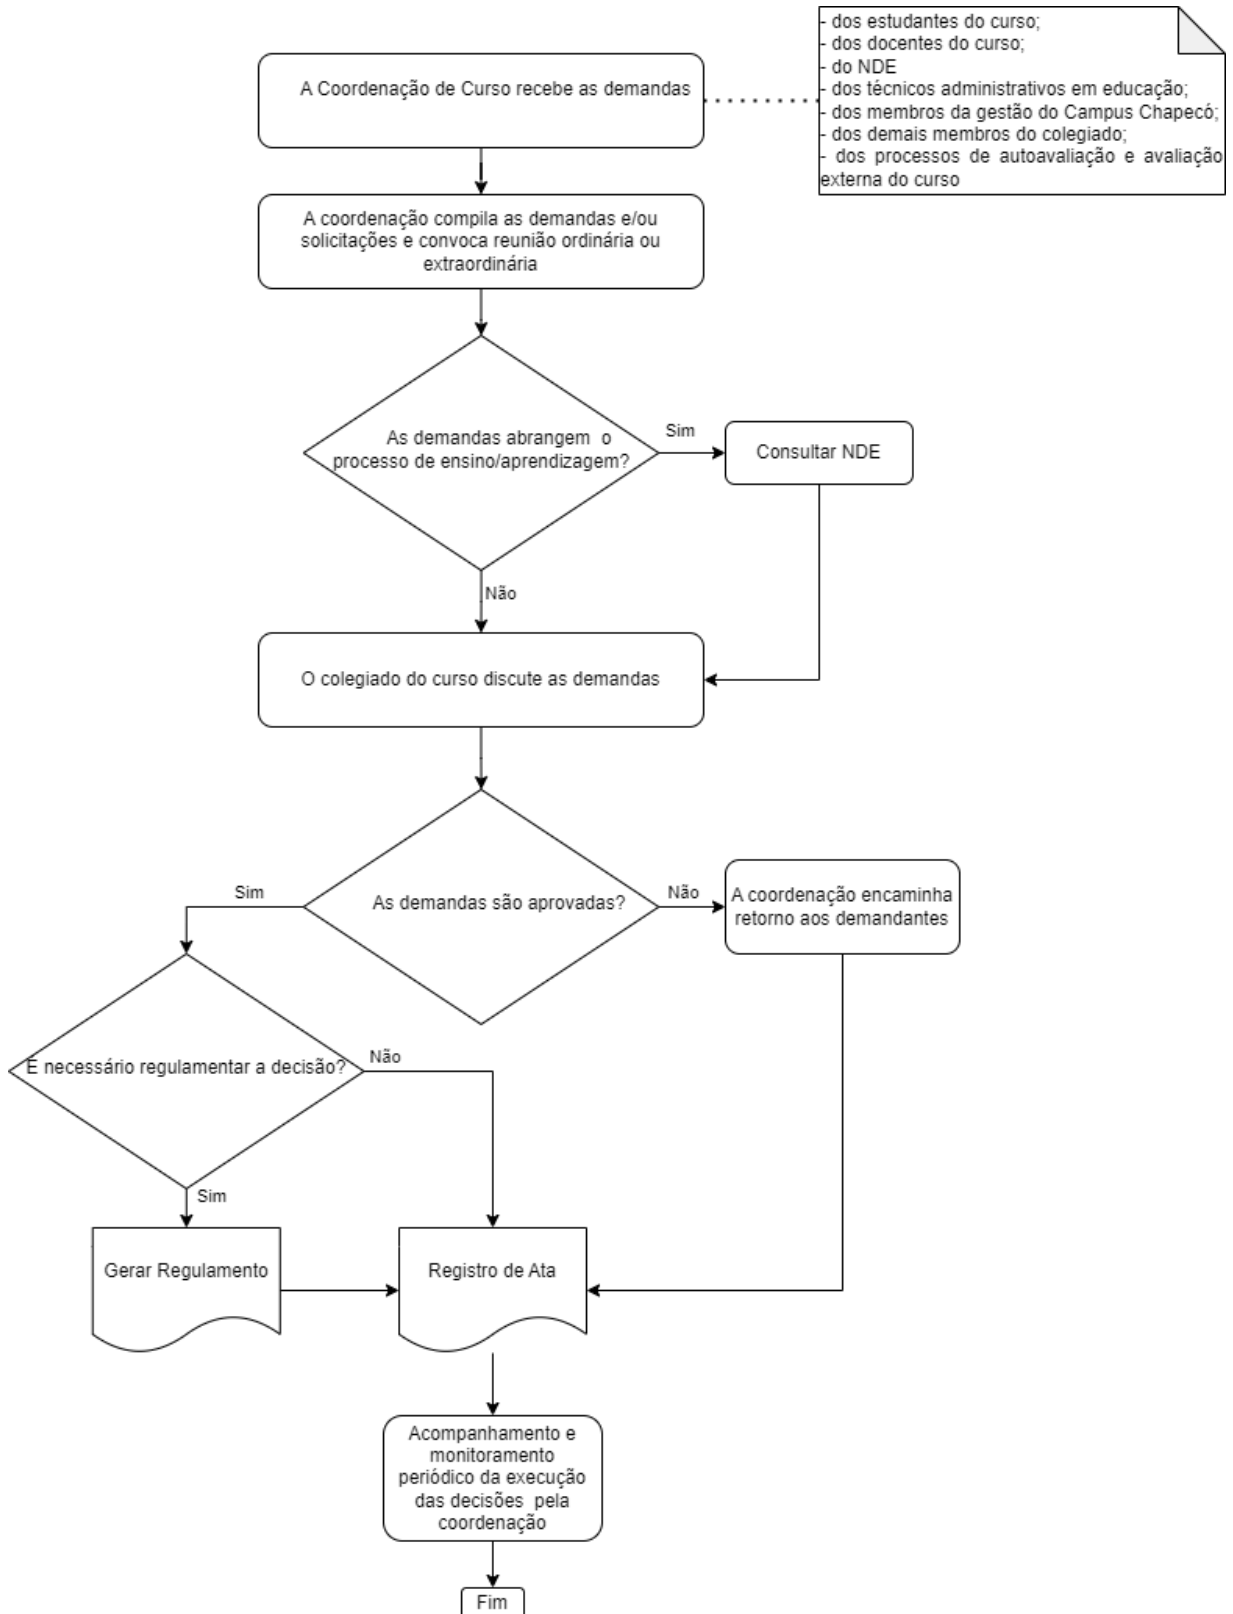 - dos estudantes do curso;
- dos docentes do curso;
- do NDE
- dos técnicos administrativos em educação;
- dos membros da gestão do Campus Chapecó;
- dos demais membros do colegiado;
- dos processos de autoavaliação e avaliação
externa do curso
A Coordenação de Curso recebe as demandas
A coordenação compila as demandas e/ou
solicitações e convoca reunião ordinária ou
extraordinária
As demandas abrangem o
processo de ensino/aprendizagem?
Sim
Consultar NDE
Não
O colegiado do curso discute as demandas
As demandas são aprovadas?
Sim
Não
A coordenação encaminha
retorno aos demandantes
É necessário regulamentar a decisão?
Não
Sim
Gerar Regulamento
Registro de Ata
Acompanhamento e
monitoramento
periódico da execução
das decisões pela
coordenação
Fim